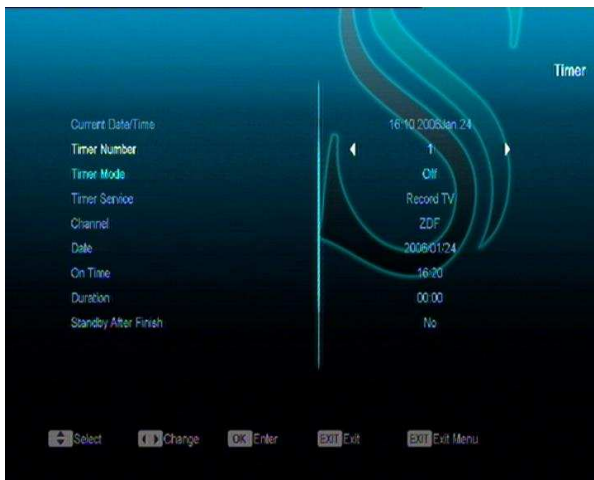 Timer
Current Date/Time 16:10 2006Jan.24
Timer Number 1
Timer Mode Off
Timer Service Record TV
Channel ZDF
Date 2006/01/24
On Time 16:20
Duration 00:00
Standby After Finish No
Select Change OK Enter EXIT Exit EXIT Exit Menu